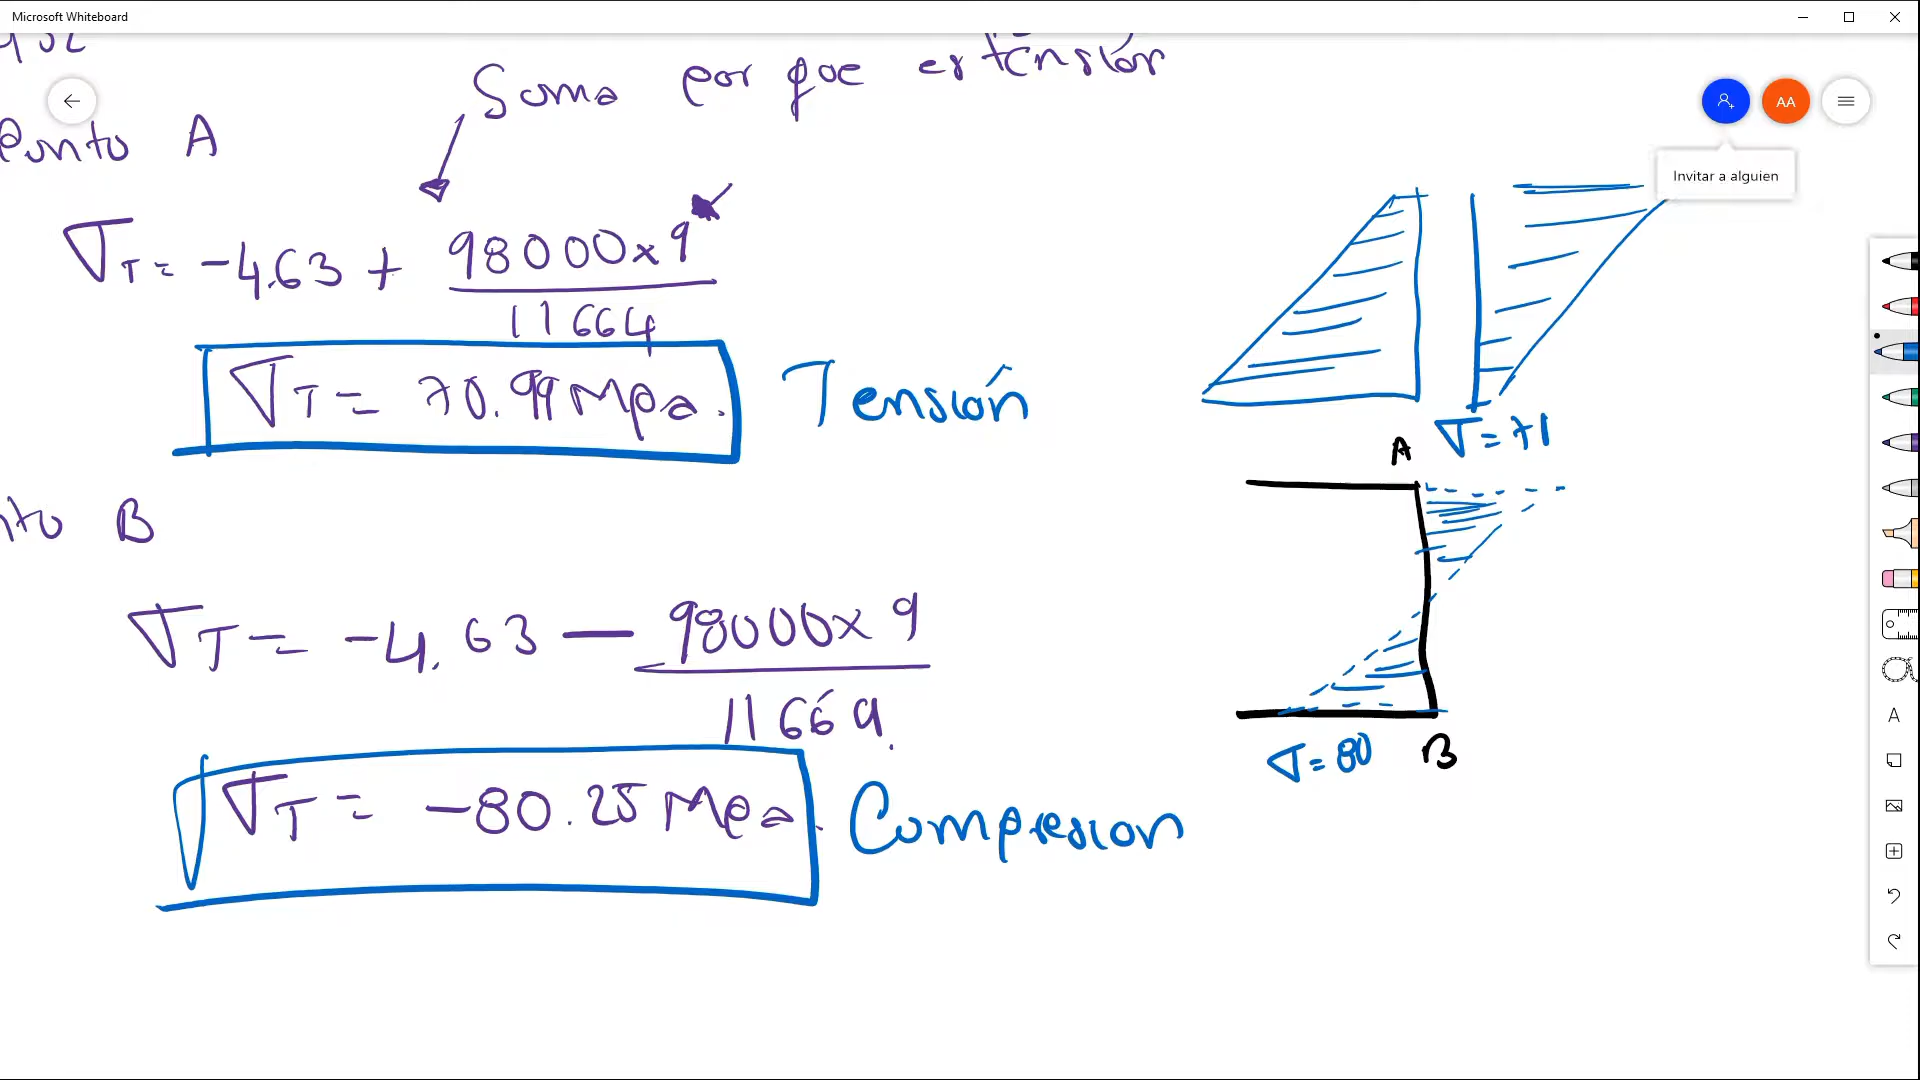 Microsoft Whiteboard
Suma por que es tensión
Punto A
σT = -4.63 + 98000x9
11664
σT = 70.99 Mpa. Tensión
B
σT = -4.63 - 98000x9
11664.
σT = -80.25 Mpa. Compresion
AA
Invitar a alguien
σ = 71
A
σ = 80
B
A